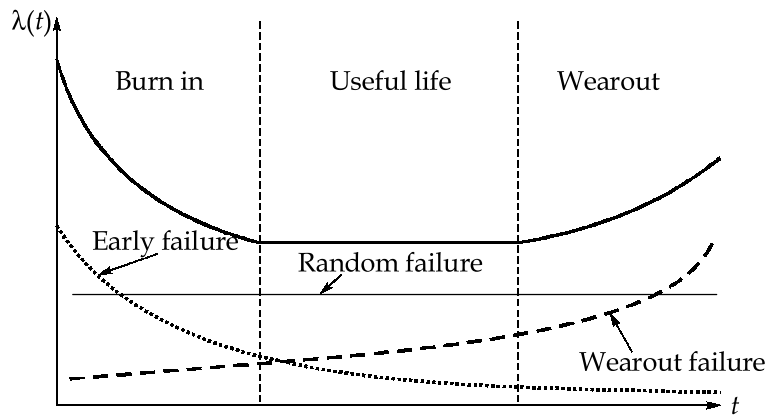 λ(t)
Burn in
Useful life
Wearout
Early failure
Random failure
Wearout failure
t